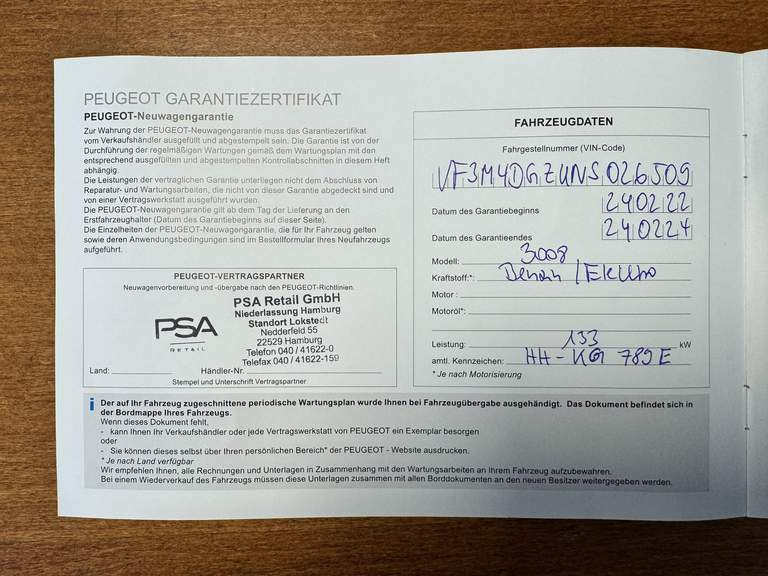 PEUGEOT GARANTIEZERTIFIKAT
PEUGEOT-Neuwagengarantie
Zur Wahrung der PEUGEOT-Neuwagengarantie muss das Garantiezertifikat
vom Verkaufshändler ausgefüllt und abgestempelt sein. Die Garantie ist von der
Durchführung der regelmäßigen Wartungen gemäß dem Wartungsplan mit den
entsprechend ausgefüllten und abgestempelten Kontrollabschnitten in diesem Heft
abhängig.
Die Leistungen der vertraglichen Garantie unterliegen nicht dem Abschluss von
Reparatur- und Wartungsarbeiten, die nicht von dieser Garantie abgedeckt sind und
von einer Vertragswerkstatt ausgeführt wurden.
Die PEUGEOT-Neuwagengarantie gilt ab dem Tag der Lieferung an den
Erstfahrzeughalter (Datum des Garantiebeginns auf dieser Seite).
Die Einzelheiten der PEUGEOT-Neuwagengarantie, die für Ihr Fahrzeug gelten
sowie deren Anwendungsbedingungen sind im Bestellformular Ihres Neufahrzeugs
aufgeführt.
PEUGEOT-VERTRAGSPARTNER
Neuwagenvorbereitung und -übergabe nach den PEUGEOT-Richtlinien.
PSA
RETAIL
PSA Retail GmbH
Niederlassung Hamburg
Standort Lokstedt
Nedderfeld 55
22529 Hamburg
Telefon 040 / 41622-0
Telefax 040 / 41622-159
Land: Händler-Nr.
Stempel und Unterschrift Vertragspartner
FAHRZEUGDATEN
Fahrgestellnummer (VIN-Code)
VF3M4DGZUNS026509
Datum des Garantiebeginns 240222
Datum des Garantieendes 240224
Modell: 3008
Kraftstoff:*: Benzin / Elektro
Motor :
Motoröl*:
Leistung: 133 kW
amtl. Kennzeichen: HH-KG 789E
* Je nach Motorisierung
i Der auf Ihr Fahrzeug zugeschnittene periodische Wartungsplan wurde Ihnen bei Fahrzeugübergabe ausgehändigt. Das Dokument befindet sich in
der Bordmappe Ihres Fahrzeugs.
Wenn dieses Dokument fehlt,
- kann Ihnen Ihr Verkaufshändler oder jede Vertragswerkstatt von PEUGEOT ein Exemplar besorgen
oder
- Sie können dieses selbst über Ihren persönlichen Bereich* der PEUGEOT - Website ausdrucken.
* Je nach Land verfügbar
Wir empfehlen Ihnen, alle Rechnungen und Unterlagen in Zusammenhang mit den Wartungsarbeiten an Ihrem Fahrzeug aufzubewahren.
Bei einem Wiederverkauf des Fahrzeugs müssen diese Unterlagen zusammen mit allen Borddokumenten an den neuen Besitzer weitergegeben werden.